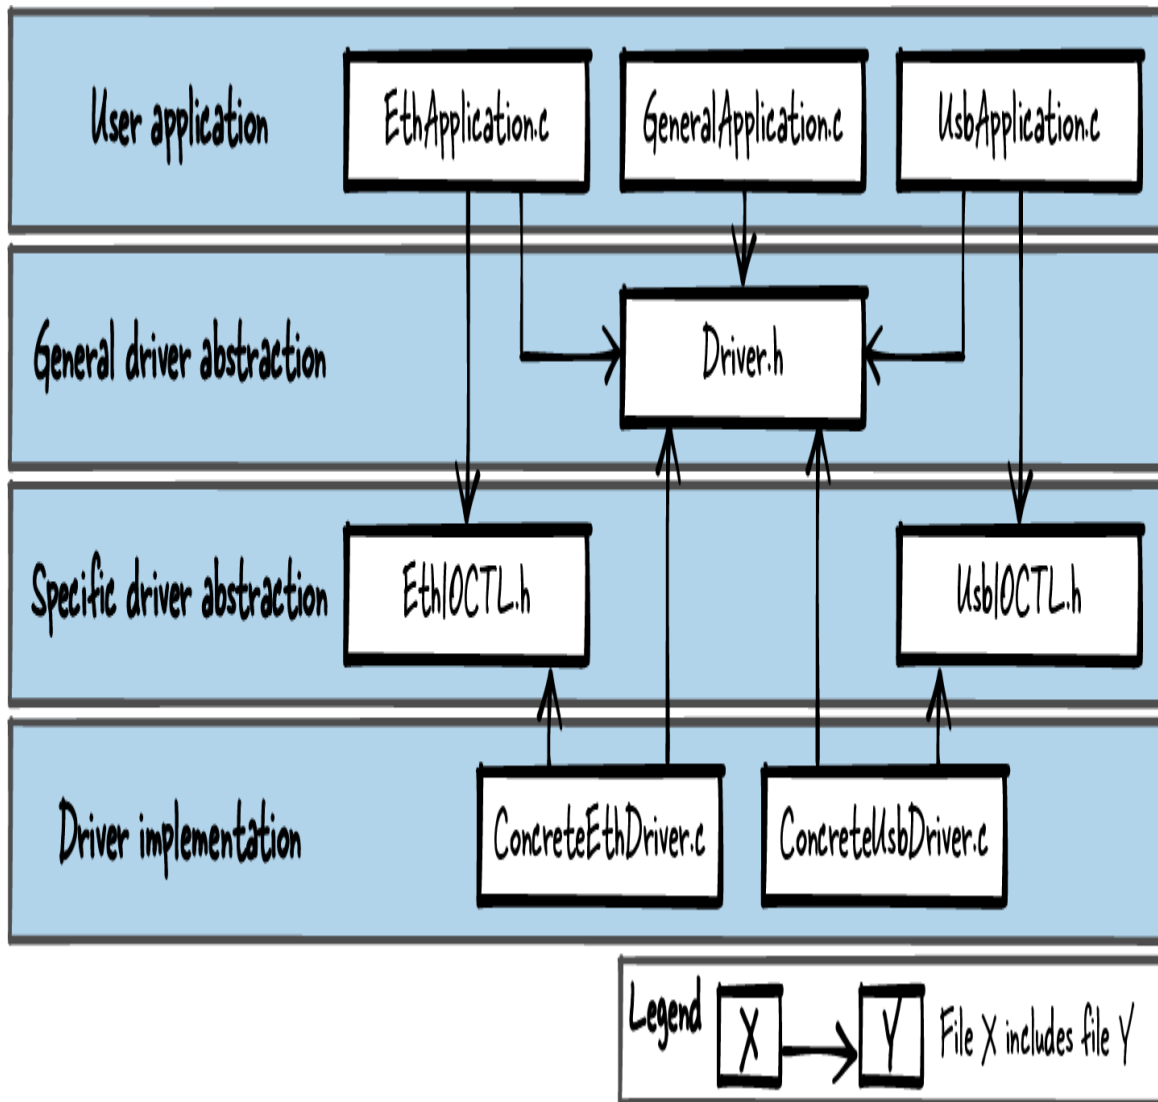 User application
EthApplication.c
GeneralApplication.c
UsbApplication.c
General driver abstraction
Driver.h
Specific driver abstraction
EthIOCTL.h
UsbIOCTL.h
Driver implementation
ConcreteEthDriver.c
ConcreteUsbDriver.c
Legend
X
Y
File X includes file Y